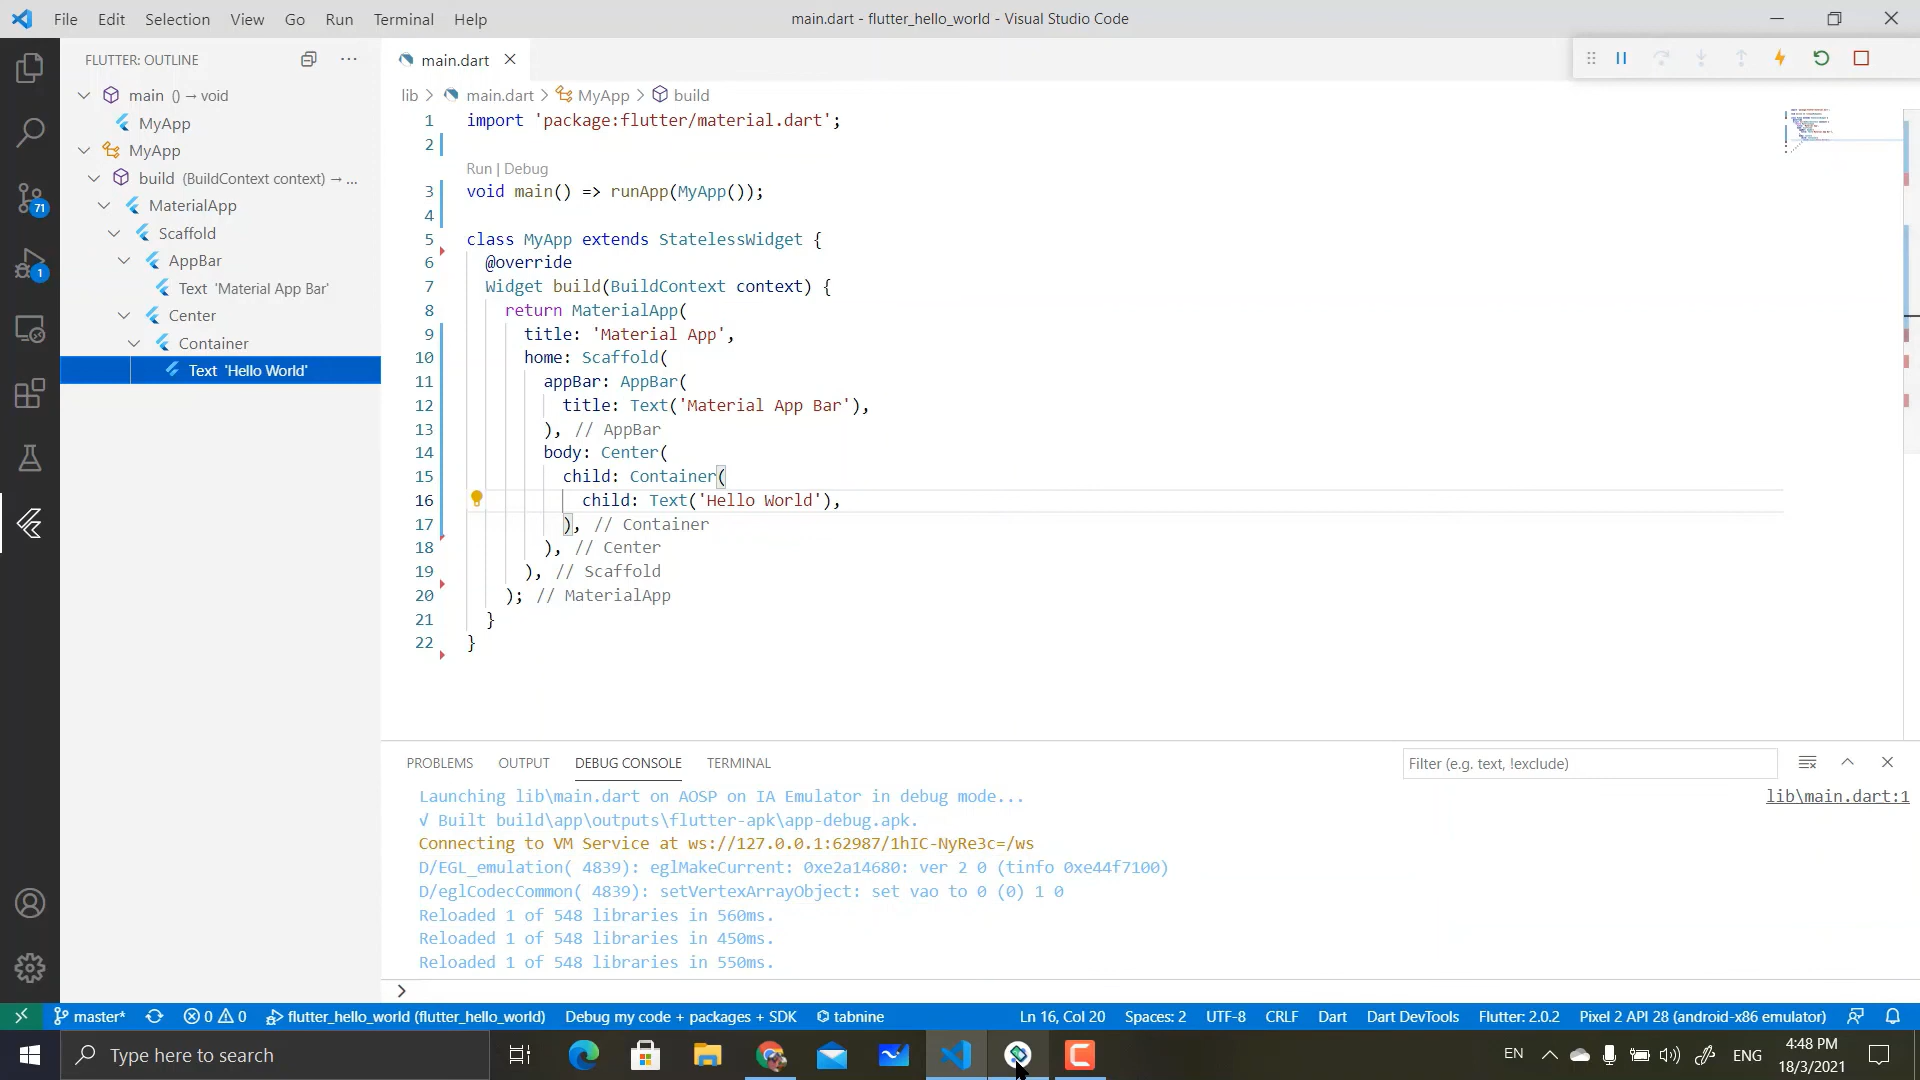 File Edit Selection View Go Run Terminal Help
main.dart - flutter_hello_world - Visual Studio Code
FLUTTER: OUTLINE
main () → void
MyApp
MyApp
build (BuildContext context) → ...
MaterialApp
Scaffold
AppBar
Text 'Material App Bar'
Center
Container
Text 'Hello World'
71
1
main.dart
lib > main.dart > MyApp > build
1 import 'package:flutter/material.dart';
2
Run | Debug
3 void main() => runApp(MyApp());
4
5 class MyApp extends StatelessWidget {
6 @override
7 Widget build(BuildContext context) {
8 return MaterialApp(
9 title: 'Material App',
10 home: Scaffold(
11 appBar: AppBar(
12 title: Text('Material App Bar'),
13 ), // AppBar
14 body: Center(
15 child: Container(
16 child: Text('Hello World'),
17 ), // Container
18 ), // Center
19 ), // Scaffold
20 ); // MaterialApp
21 }
22 }
PROBLEMS OUTPUT DEBUG CONSOLE TERMINAL
Filter (e.g. text, !exclude)
Launching lib\main.dart on AOSP on IA Emulator in debug mode...
lib\main.dart:1
√ Built build\app\outputs\flutter-apk\app-debug.apk.
Connecting to VM Service at ws://127.0.0.1:62987/1hIC-NyRe3c=/ws
D/EGL_emulation( 4839): eglMakeCurrent: 0xe2a14680: ver 2 0 (tinfo 0xe44f7100)
D/eglCodecCommon( 4839): setVertexArrayObject: set vao to 0 (0) 1 0
Reloaded 1 of 548 libraries in 560ms.
Reloaded 1 of 548 libraries in 450ms.
Reloaded 1 of 548 libraries in 550ms.
>
master* 0 0 flutter_hello_world (flutter_hello_world) Debug my code + packages + SDK tabnine Ln 16, Col 20 Spaces: 2 UTF-8 CRLF Dart Dart DevTools Flutter: 2.0.2 Pixel 2 API 28 (android-x86 emulator)
Type here to search
EN
ENG
4:48 PM
18/3/2021